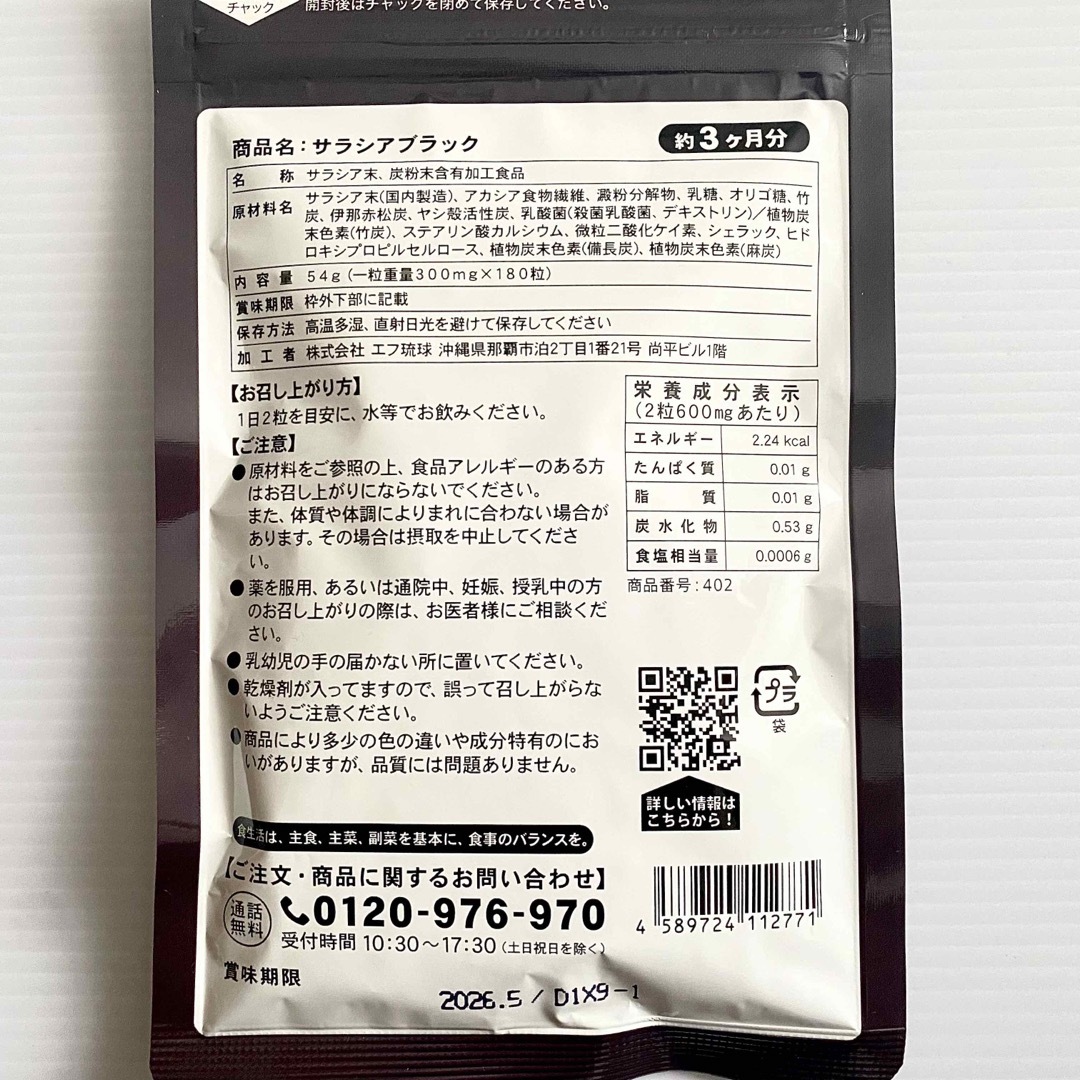 チャック
開封後はチャックを閉めて保存してください。
商品名：サラシアブラック
約3ヶ月分
名称 サラシア末、炭粉末含有加工食品
原材料名 サラシア末(国内製造)、アカシア食物繊維、澱粉分解物、乳糖、オリゴ糖、竹
炭、伊那赤松炭、ヤシ殻活性炭、乳酸菌(殺菌乳酸菌、デキストリン)／植物炭
末色素(竹炭)、ステアリン酸カルシウム、微粒二酸化ケイ素、シェラック、ヒド
ロキシプロピルセルロース、植物炭末色素(備長炭)、植物炭末色素(麻炭)
内容量 54g(一粒重量300mg×180粒)
賞味期限 枠外下部に記載
保存方法 高温多湿、直射日光を避けて保存してください
加工者 株式会社 エフ琉球 沖縄県那覇市泊2丁目1番21号 尚平ビル1階
【お召し上がり方】
1日2粒を目安に、水等でお飲みください。
【ご注意】
●原材料をご参照の上、食品アレルギーのある方
はお召し上がりにならないでください。
また、体質や体調によりまれに合わない場合が
あります。その場合は摂取を中止してくださ
い。
●薬を服用、あるいは通院中、妊娠、授乳中の方
のお召し上がりの際は、お医者様にご相談くだ
さい。
●乳幼児の手の届かない所に置いてください。
●乾燥剤が入ってますので、誤って召し上がらな
いようご注意ください。
●商品により多少の色の違いや成分特有のにお
いがありますが、品質には問題ありません。
栄養成分表示
(2粒600mgあたり)
エネルギー 2.24 kcal
たんぱく質 0.01 g
脂質 0.01 g
炭水化物 0.53 g
食塩相当量 0.0006 g
商品番号：402
プラ
袋
詳しい情報は
こちらから！
食生活は、主食、主菜、副菜を基本に、食事のバランスを。
【ご注文・商品に関するお問い合わせ】
通話
無料
0120-976-970
受付時間 10:30～17:30(土日祝日を除く)
4 589724 112771
賞味期限
2026.5 / D1X9-1